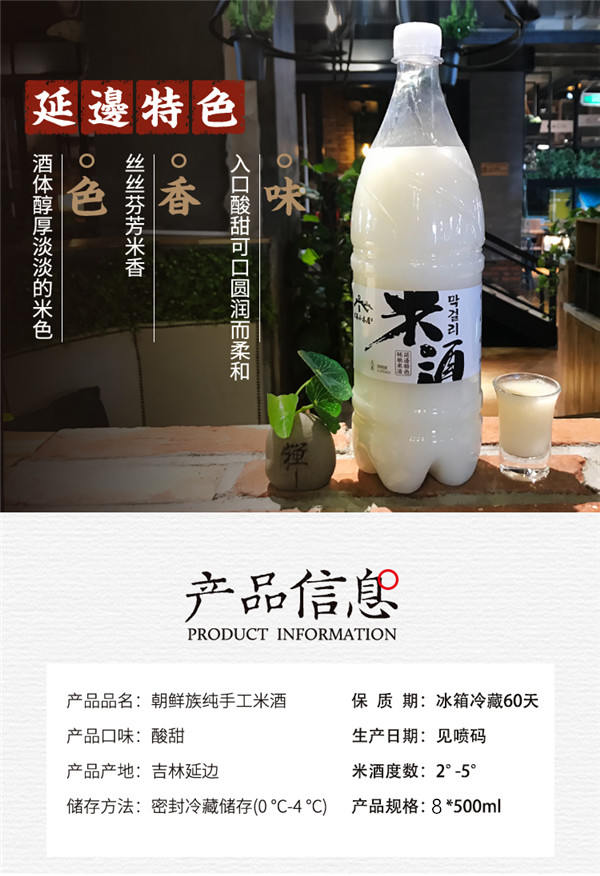 延邊特色
色
酒体醇厚淡淡的米色
香
丝丝芬芳米香
味
入口酸甜可口圆润而柔和
막걸리
米酒
延邊特色
产品信息
PRODUCT INFORMATION
产品品名：朝鲜族纯手工米酒
保 质 期：冰箱冷藏60天
产品口味：酸甜
生产日期：见喷码
产品产地：吉林延边
米酒度数：2° -5°
储存方法：密封冷藏储存(0 ℃-4 ℃)
产品规格：8 *500ml